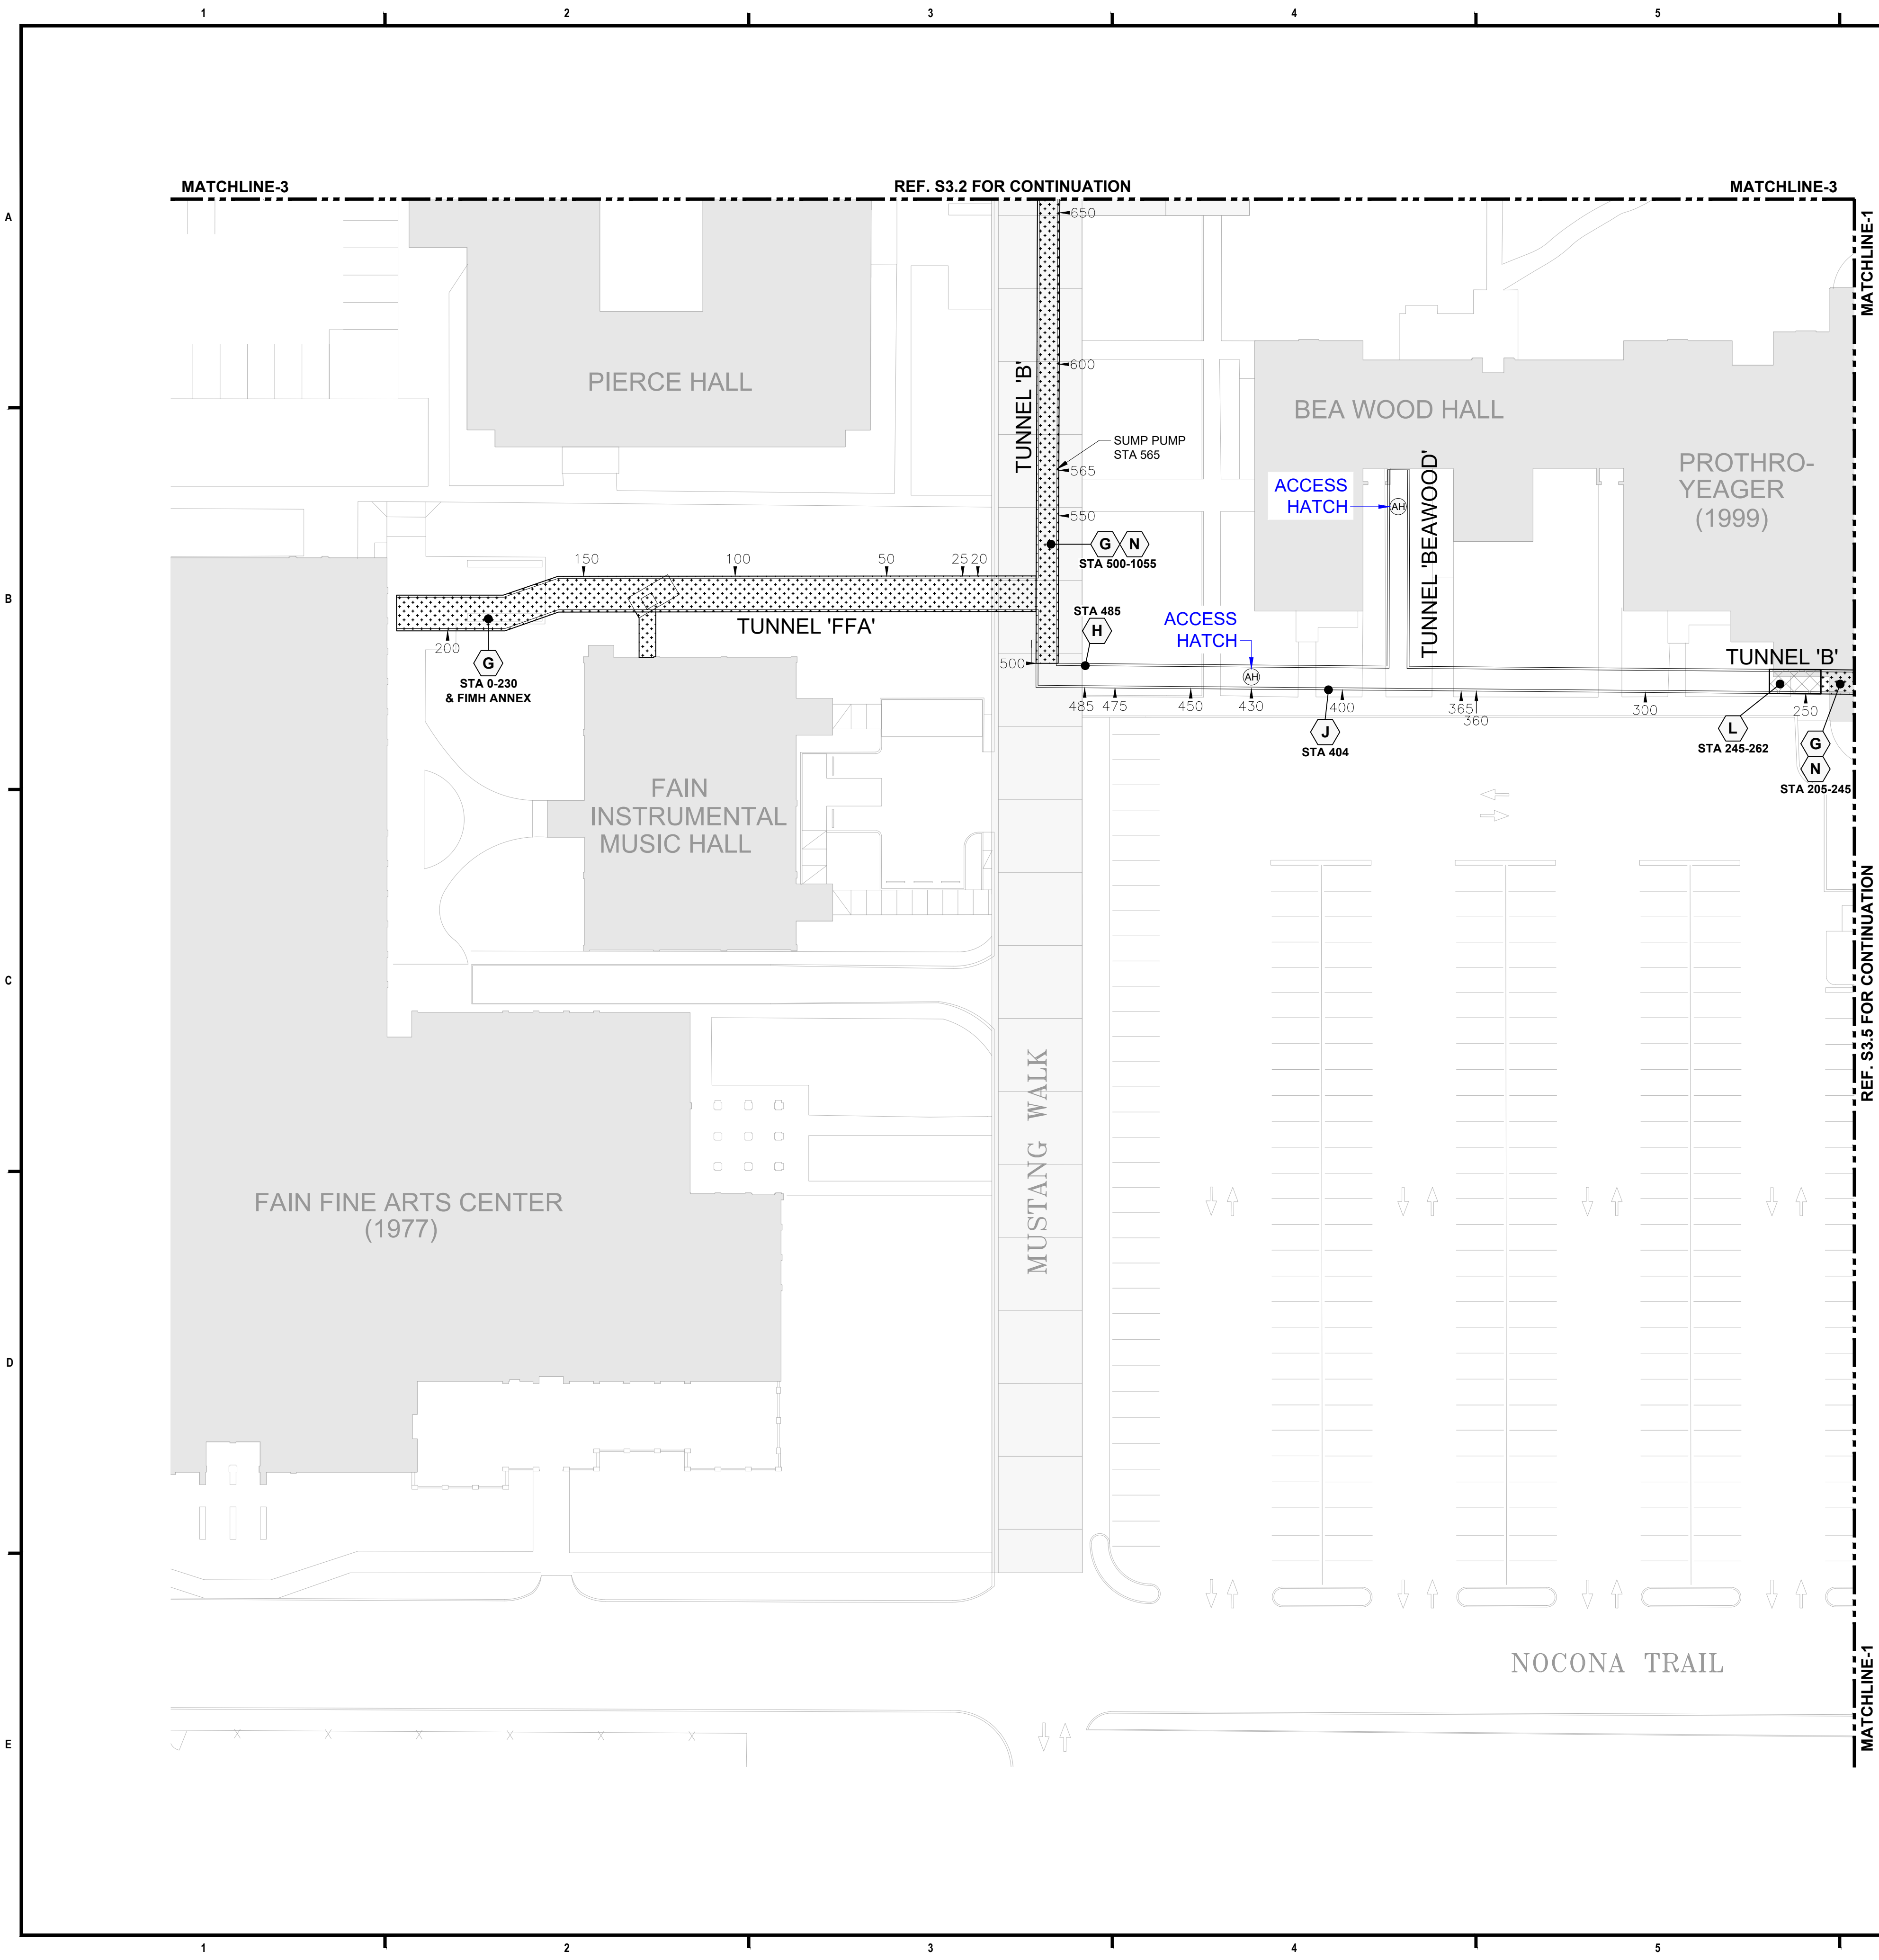 1 2 3 4 5
MATCHLINE-3 REF. S3.2 FOR CONTINUATION MATCHLINE-3
A
MATCHLINE-1
650
PIERCE HALL
TUNNEL 'B'
600
BEA WOOD HALL
SUMP PUMP
STA 565
565
PROTHRO-
YEAGER
(1999)
ACCESS
HATCH
AH
TUNNEL 'BEAWOOD'
550
G N
STA 500-1055
B
150 100 50 25 20
200
TUNNEL 'FFA'
G
STA 0-230
& FIMH ANNEX
STA 485
H
ACCESS
HATCH
AH
500
TUNNEL 'B'
485 475 450 430 400 365 360 300 250
J
STA 404
L
STA 245-262
G
N
STA 205-245
FAIN
INSTRUMENTAL
MUSIC HALL
C
REF. S3.5 FOR CONTINUATION
MUSTANG WALK
FAIN FINE ARTS CENTER
(1977)
D
NOCONA TRAIL
MATCHLINE-1
E
1 2 3 4 5